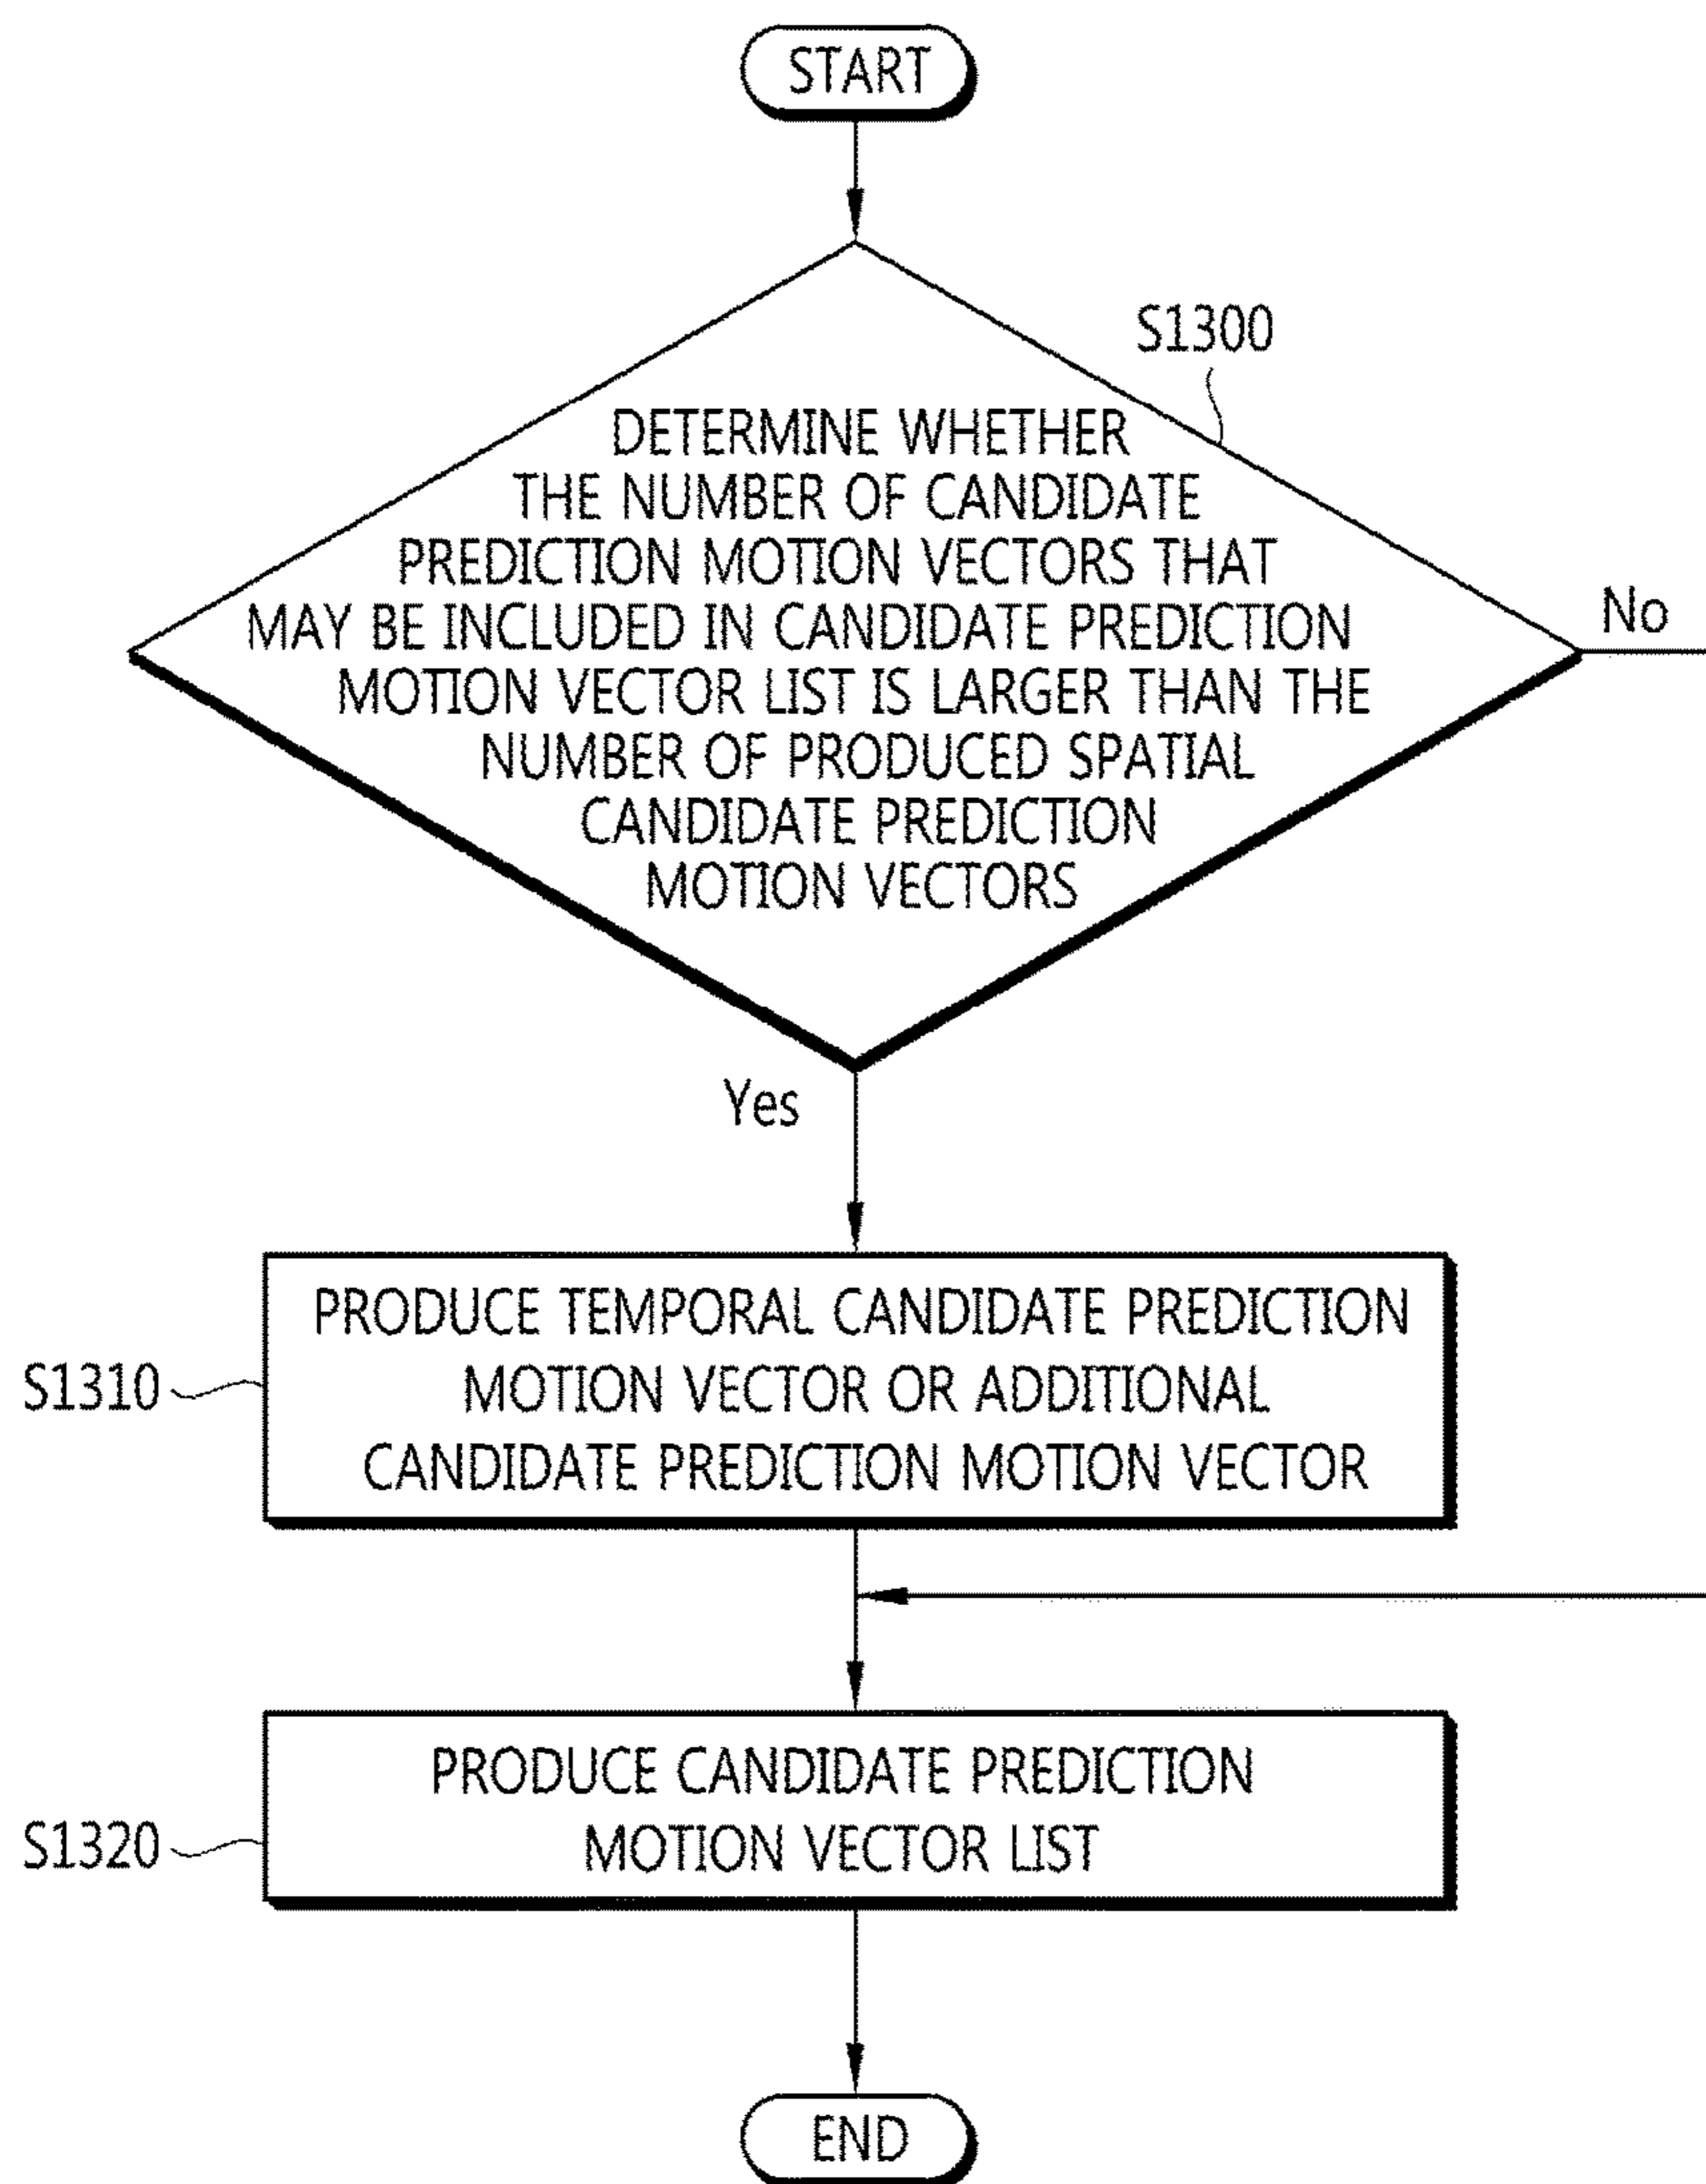 START
S1300
DETERMINE WHETHER
THE NUMBER OF CANDIDATE
PREDICTION MOTION VECTORS THAT
MAY BE INCLUDED IN CANDIDATE PREDICTION
MOTION VECTOR LIST IS LARGER THAN THE
NUMBER OF PRODUCED SPATIAL
CANDIDATE PREDICTION
MOTION VECTORS
No
Yes
PRODUCE TEMPORAL CANDIDATE PREDICTION
MOTION VECTOR OR ADDITIONAL
CANDIDATE PREDICTION MOTION VECTOR
S1310
PRODUCE CANDIDATE PREDICTION
MOTION VECTOR LIST
S1320
END